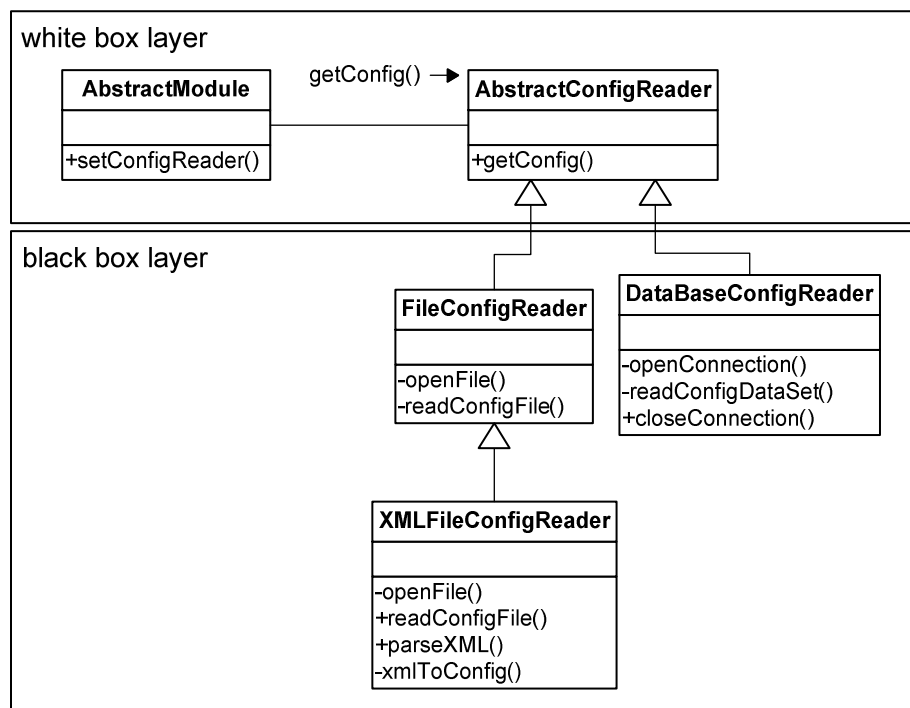 white box layer
AbstractModule
+setConfigReader()
getConfig()
AbstractConfigReader
+getConfig()
black box layer
FileConfigReader
-openFile()
-readConfigFile()
DataBaseConfigReader
-openConnection()
-readConfigDataSet()
+closeConnection()
XMLFileConfigReader
-openFile()
+readConfigFile()
+parseXML()
-xmlToConfig()